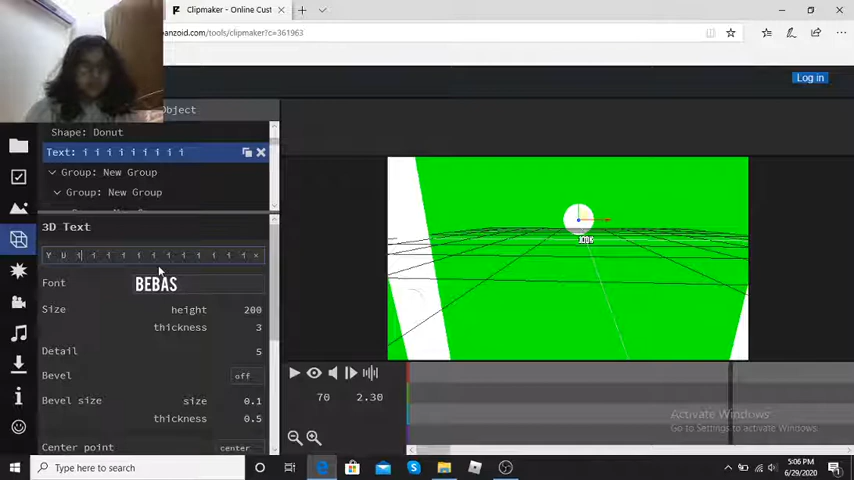 Clipmaker - Online Cust
panzoid.com/tools/clipmaker?c=361963
Log in
Object
Shape: Donut
Text: i i i i i i i i i
Group: New Group
Group: New Group
3D Text
Y U i i i i i i i i i i i i
Font
BEBAS
Size height 200
thickness 3
Detail 5
Bevel off
Bevel size size 0.1
thickness 0.5
Center point center
70 2.30
Activate Windows
Go to Settings to activate Windows.
Type here to search
5:06 PM
6/29/2020